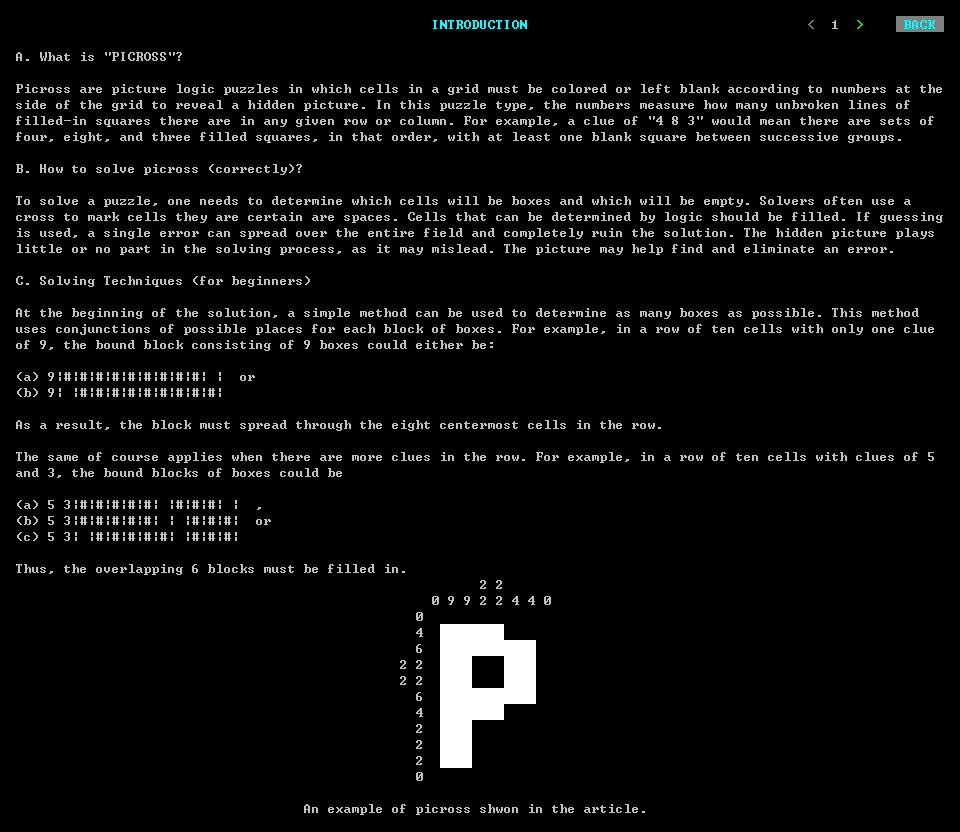 INTRODUCTION < 1 > BACK
A. What is "PICROSS"?
Picross are picture logic puzzles in which cells in a grid must be colored or left blank according to numbers at the
side of the grid to reveal a hidden picture. In this puzzle type, the numbers measure how many unbroken lines of
filled-in squares there are in any given row or column. For example, a clue of "4 8 3" would mean there are sets of
four, eight, and three filled squares, in that order, with at least one blank square between successive groups.
B. How to solve picross (correctly)?
To solve a puzzle, one needs to determine which cells will be boxes and which will be empty. Solvers often use a
cross to mark cells they are certain are spaces. Cells that can be determined by logic should be filled. If guessing
is used, a single error can spread over the entire field and completely ruin the solution. The hidden picture plays
little or no part in the solving process, as it may mislead. The picture may help find and eliminate an error.
C. Solving Techniques (for beginners)
At the beginning of the solution, a simple method can be used to determine as many boxes as possible. This method
uses conjunctions of possible places for each block of boxes. For example, in a row of ten cells with only one clue
of 9, the bound block consisting of 9 boxes could either be:
(a) 9¦#¦#¦#¦#¦#¦#¦#¦#¦#¦ ¦  or
(b) 9¦ ¦#¦#¦#¦#¦#¦#¦#¦#¦#¦
As a result, the block must spread through the eight centermost cells in the row.
The same of course applies when there are more clues in the row. For example, in a row of ten cells with clues of 5
and 3, the bound blocks of boxes could be
(a) 5 3¦#¦#¦#¦#¦#¦ ¦#¦#¦#¦ ¦  ,
(b) 5 3¦#¦#¦#¦#¦#¦ ¦ ¦#¦#¦#¦  or
(c) 5 3¦ ¦#¦#¦#¦#¦#¦ ¦#¦#¦#¦
Thus, the overlapping 6 blocks must be filled in.
2 2
0 9 9 2 2 4 4 0
0
4
6
2 2
2 2
6
4
2
2
2
0
An example of picross shwon in the article.